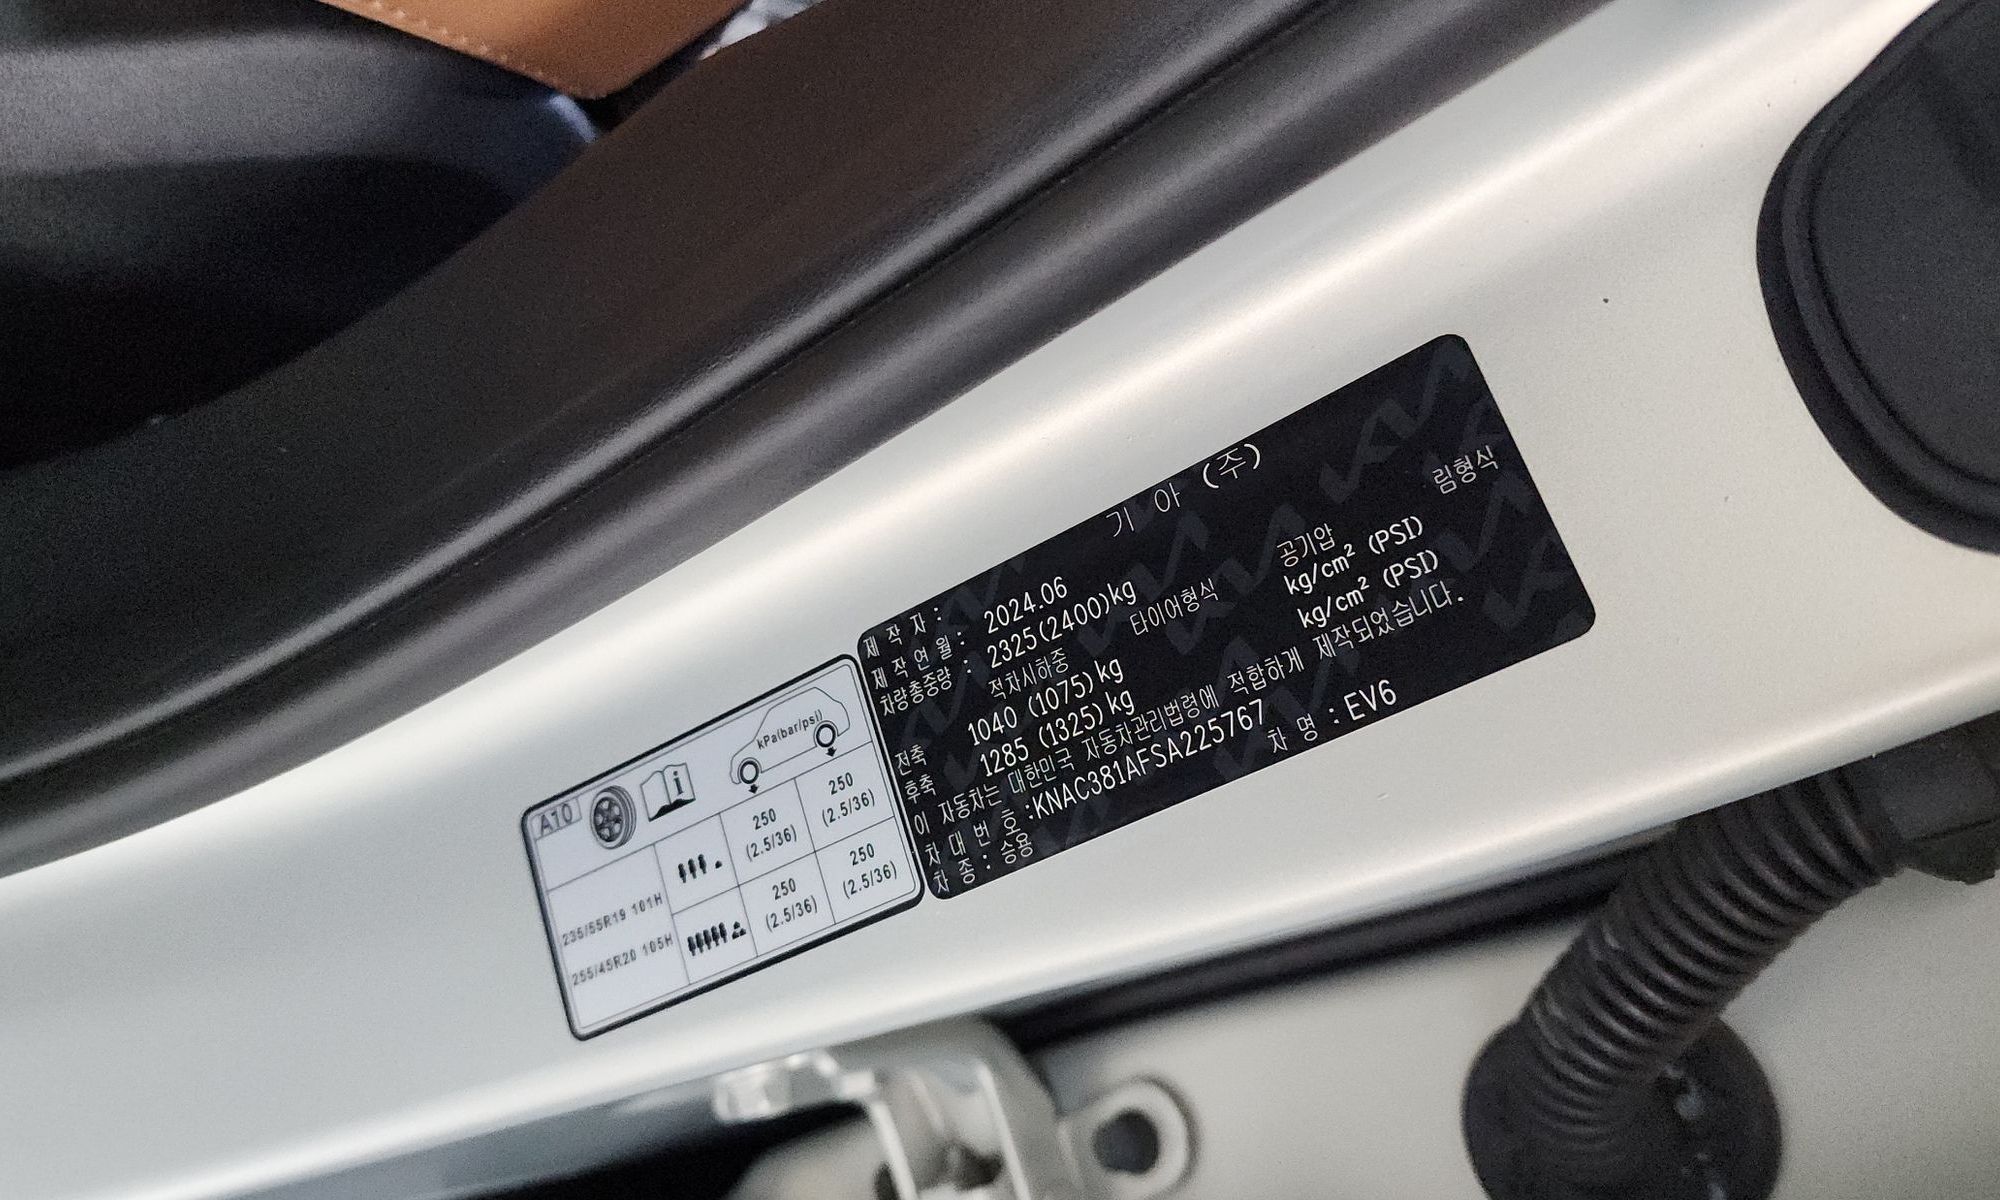 A10
kPa(bar/psi)
235/55R19 101H
255/45R20 105H
250
(2.5/36)
250
(2.5/36)
250
(2.5/36)
250
(2.5/36)
제 작 자 : 기 아 (주)
제 작 연 월 : 2024.06
차량총중량 : 2325(2400)kg
적차시하중 타이어형식 공기압 림형식
전축 1040 (1075)kg kg/cm² (PSI)
후축 1285 (1325)kg kg/cm² (PSI)
이 자동차는 대한민국 자동차관리법령에 적합하게 제작되었습니다.
차 대 번 호 :KNAC381AFSA225767
차 종 : 승용 차 명 :EV6